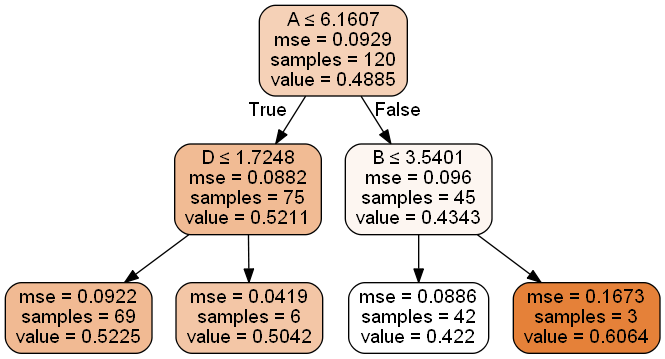 A ≤ 6.1607
mse = 0.0929
samples = 120
value = 0.4885
True
False
D ≤ 1.7248
mse = 0.0882
samples = 75
value = 0.5211
B ≤ 3.5401
mse = 0.096
samples = 45
value = 0.4343
mse = 0.0922
samples = 69
value = 0.5225
mse = 0.0419
samples = 6
value = 0.5042
mse = 0.0886
samples = 42
value = 0.422
mse = 0.1673
samples = 3
value = 0.6064